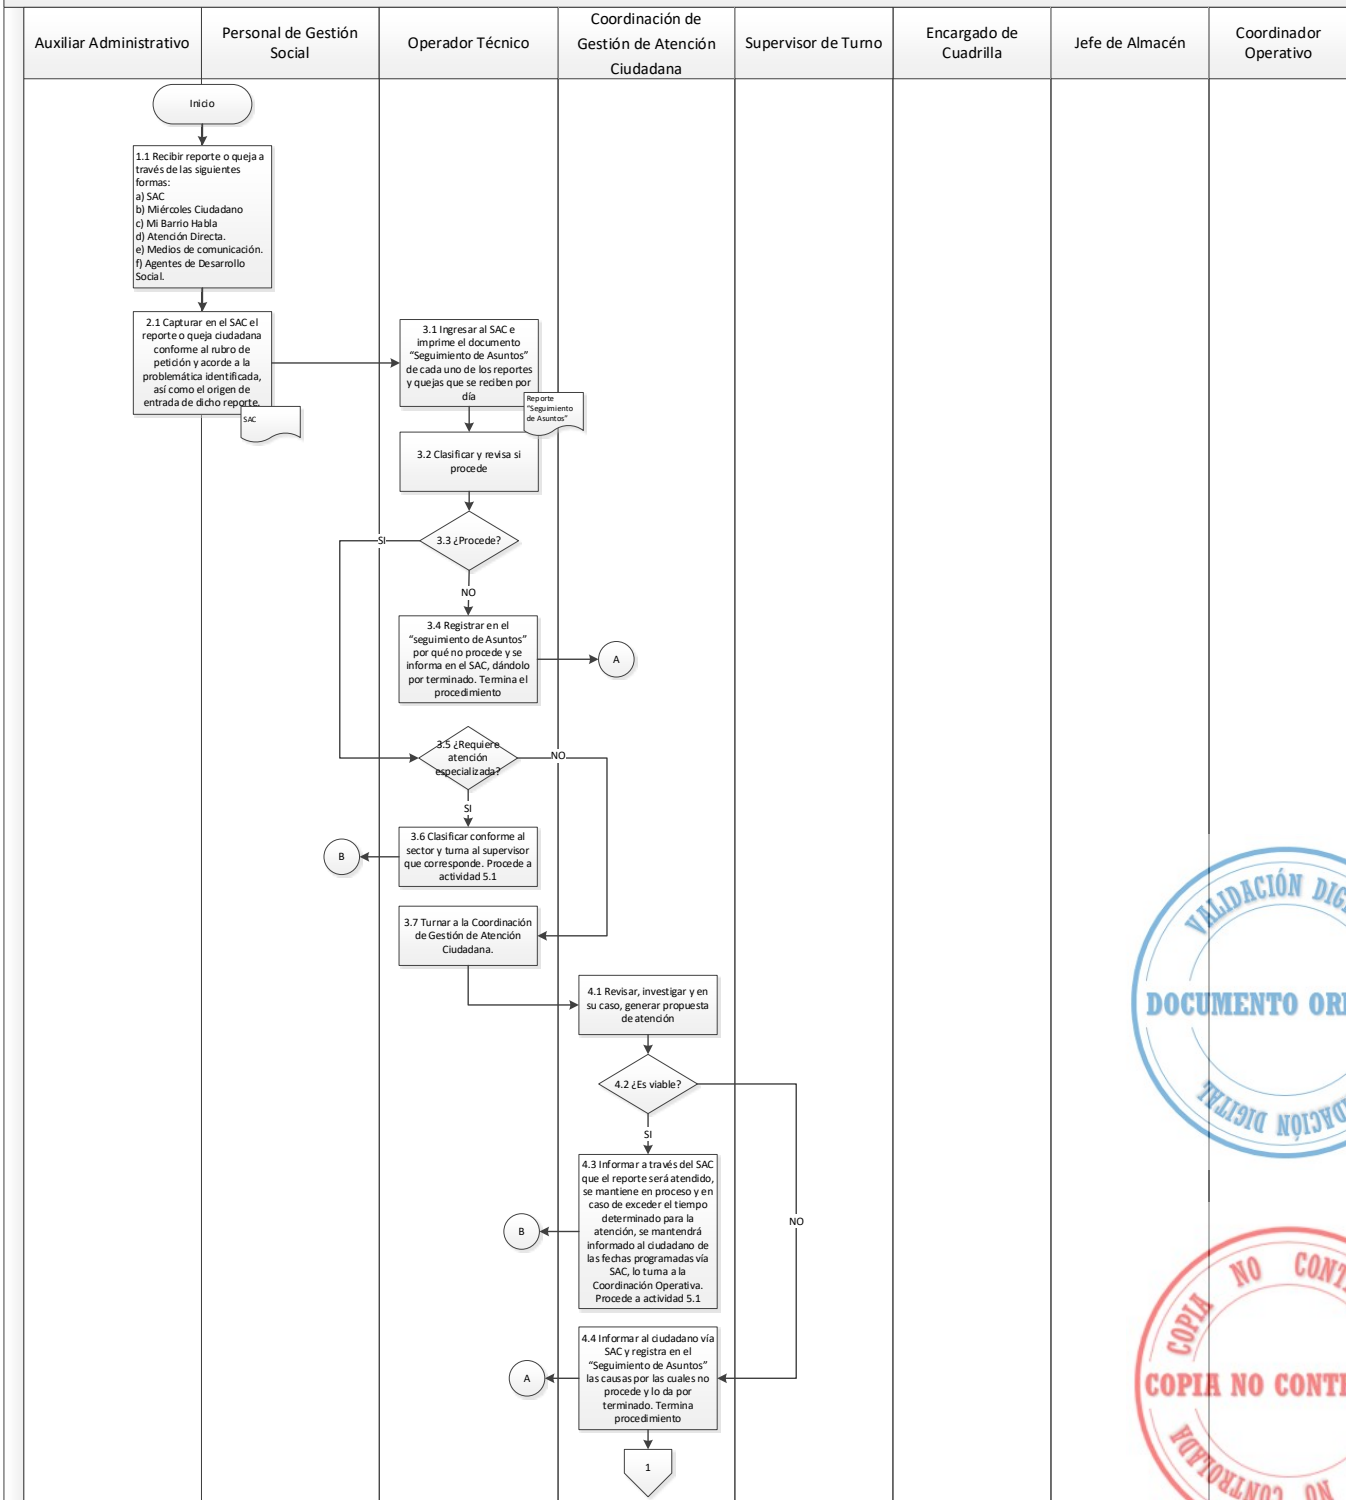 Auxiliar Administrativo
Personal de Gestión
Social
Operador Técnico
Coordinación de
Gestión de Atención
Ciudadana
Supervisor de Turno
Encargado de
Cuadrilla
Jefe de Almacén
Coordinador
Operativo
Inicio
1.1 Recibir reporte o queja a
través de las siguientes
formas:
a) SAC
b) Miércoles Ciudadano
c) Mi Barrio Habla
d) Atención Directa.
e) Medios de comunicación.
f) Agentes de Desarrollo
Social.
2.1 Capturar en el SAC el
reporte o queja ciudadana
conforme al rubro de
petición y acorde a la
problemática identificada,
así como el origen de
entrada de dicho reporte.
SAC
3.1 Ingresar al SAC e
imprime el documento
“Seguimiento de Asuntos”
de cada uno de los reportes
y quejas que se reciben por
día
Reporte
“Seguimiento
de Asuntos”
3.2 Clasificar y revisa si
procede
3.3 ¿Procede?
SI
NO
3.4 Registrar en el
“seguimiento de Asuntos”
por qué no procede y se
informa en el SAC, dándolo
por terminado. Termina el
procedimiento
A
3.5 ¿Requiere
atención
especializada?
NO
SI
3.6 Clasificar conforme al
sector y turna al supervisor
que corresponde. Procede a
actividad 5.1
B
3.7 Turnar a la Coordinación
de Gestión de Atención
Ciudadana.
4.1 Revisar, investigar y en
su caso, generar propuesta
de atención
4.2 ¿Es viable?
SI
NO
4.3 Informar a través del SAC
que el reporte será atendido,
se mantiene en proceso y en
caso de exceder el tiempo
determinado para la
atención, se mantendrá
informado al ciudadano de
las fechas programadas vía
SAC, lo turna a la
Coordinación Operativa.
Procede a actividad 5.1
B
4.4 Informar al ciudadano vía
SAC y registra en el
“Seguimiento de Asuntos”
las causas por las cuales no
procede y lo da por
terminado. Termina
procedimiento
A
1
VALIDACIÓN DIG
DOCUMENTO ORI
DACIÓN DIGITAL
COPIA NO CONT
COPIA NO CONT
NO CONTROLADA